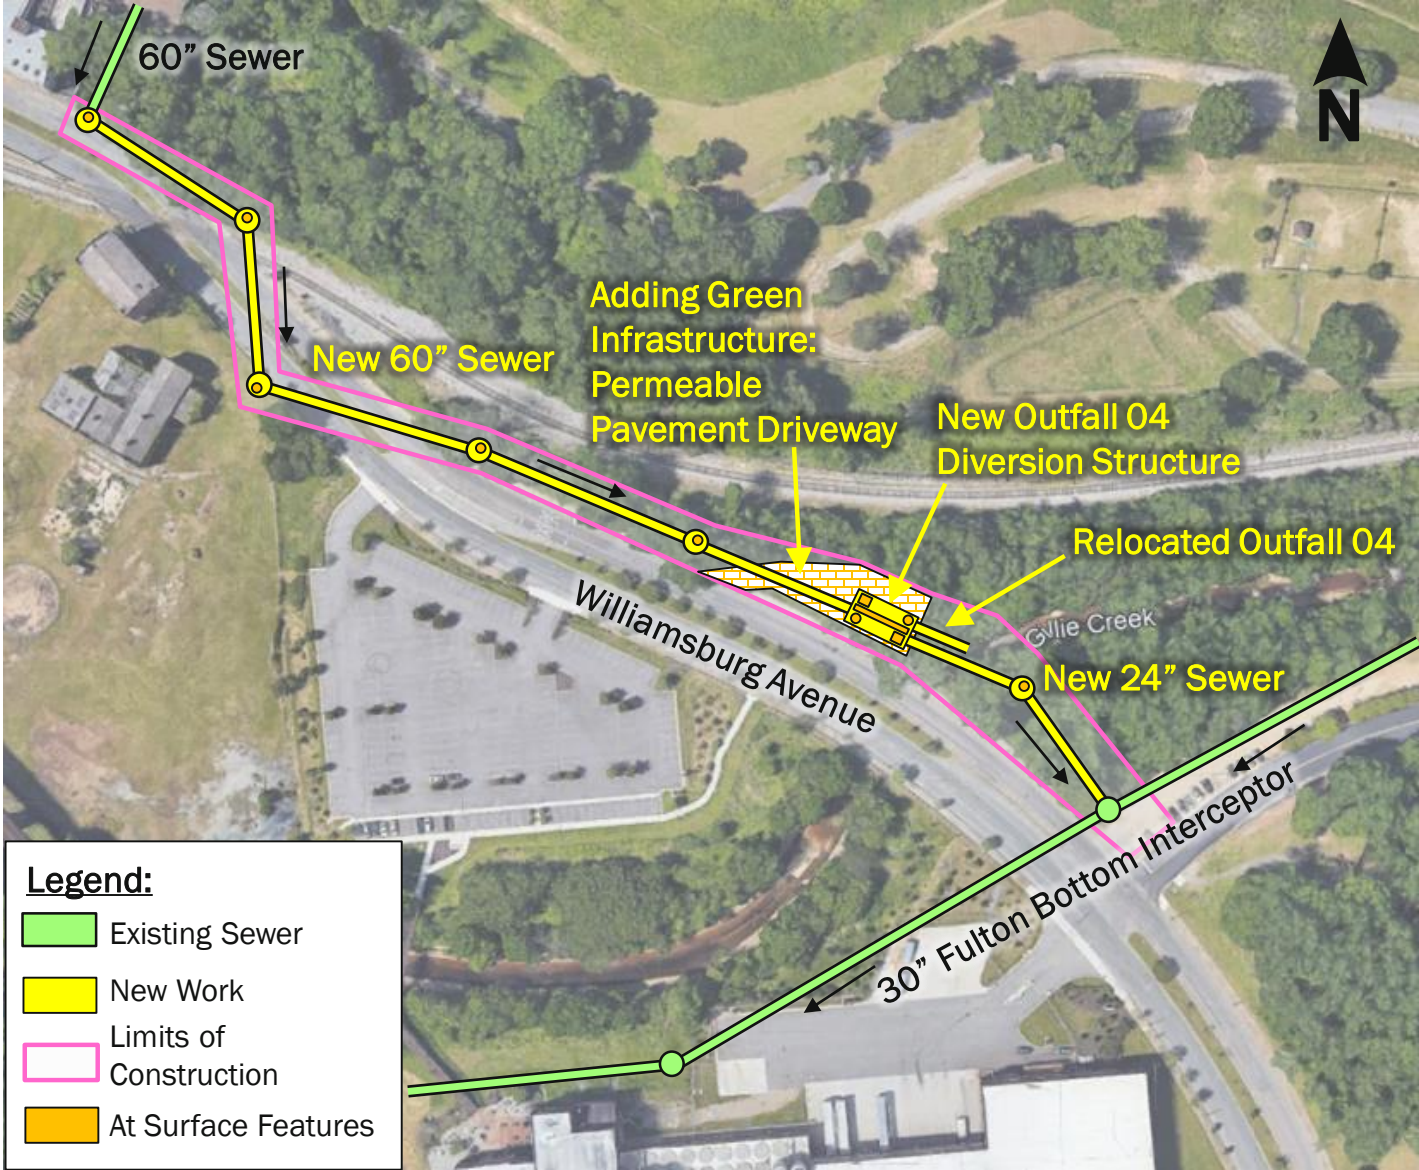 60” Sewer
N
Adding Green
Infrastructure:
Permeable
Pavement Driveway
New 60” Sewer
New Outfall 04
Diversion Structure
Relocated Outfall 04
Williamsburg Avenue
Gillie Creek
New 24” Sewer
30” Fulton Bottom Interceptor
Legend:
Existing Sewer
New Work
Limits of
Construction
At Surface Features